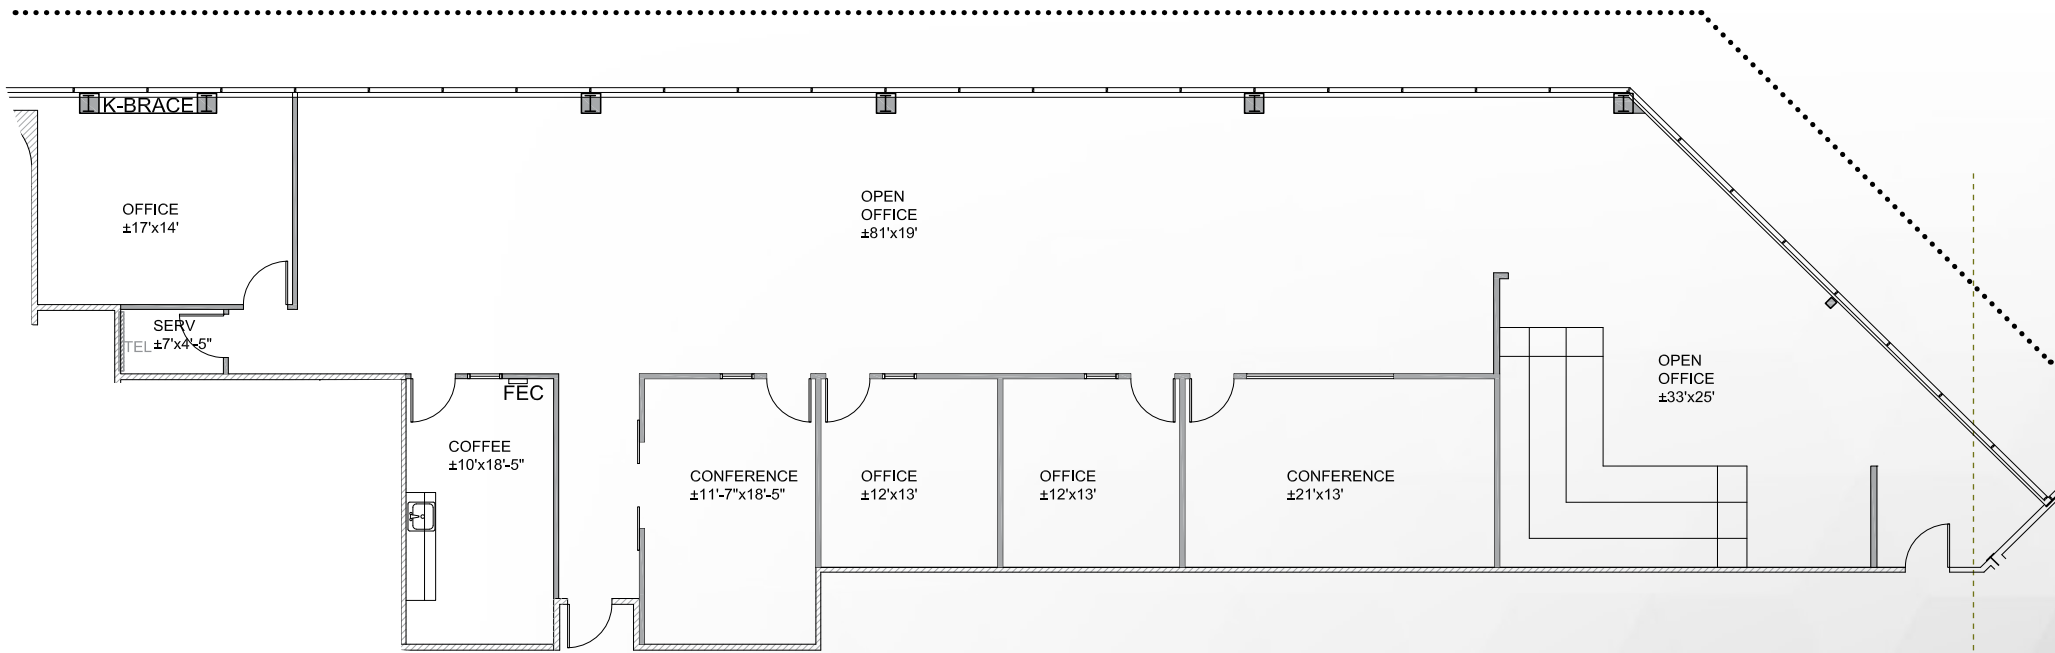 K-BRACE
OFFICE
±17'x14'
SERV
±7'x4'-5"
TEL
OPEN
OFFICE
±81'x19'
FEC
COFFEE
±10'x18'-5"
CONFERENCE
±11'-7"x18'-5"
OFFICE
±12'x13'
OFFICE
±12'x13'
CONFERENCE
±21'x13'
OPEN
OFFICE
±33'x25'